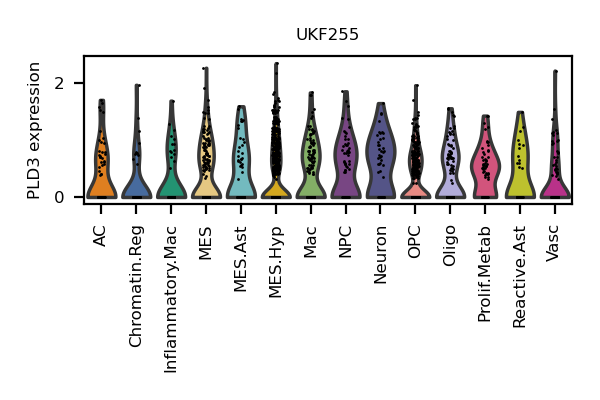 UKF255
PLD3 expression
2
0
AC
Chromatin.Reg
Inflammatory.Mac
MES
MES.Ast
MES.Hyp
Mac
NPC
Neuron
OPC
Oligo
Prolif.Metab
Reactive.Ast
Vasc